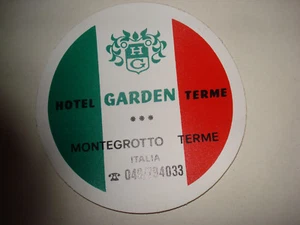 HG
HOTEL GARDEN TERME
★★★
MONTEGROTTO TERME
ITALIA
☎ 049/794033